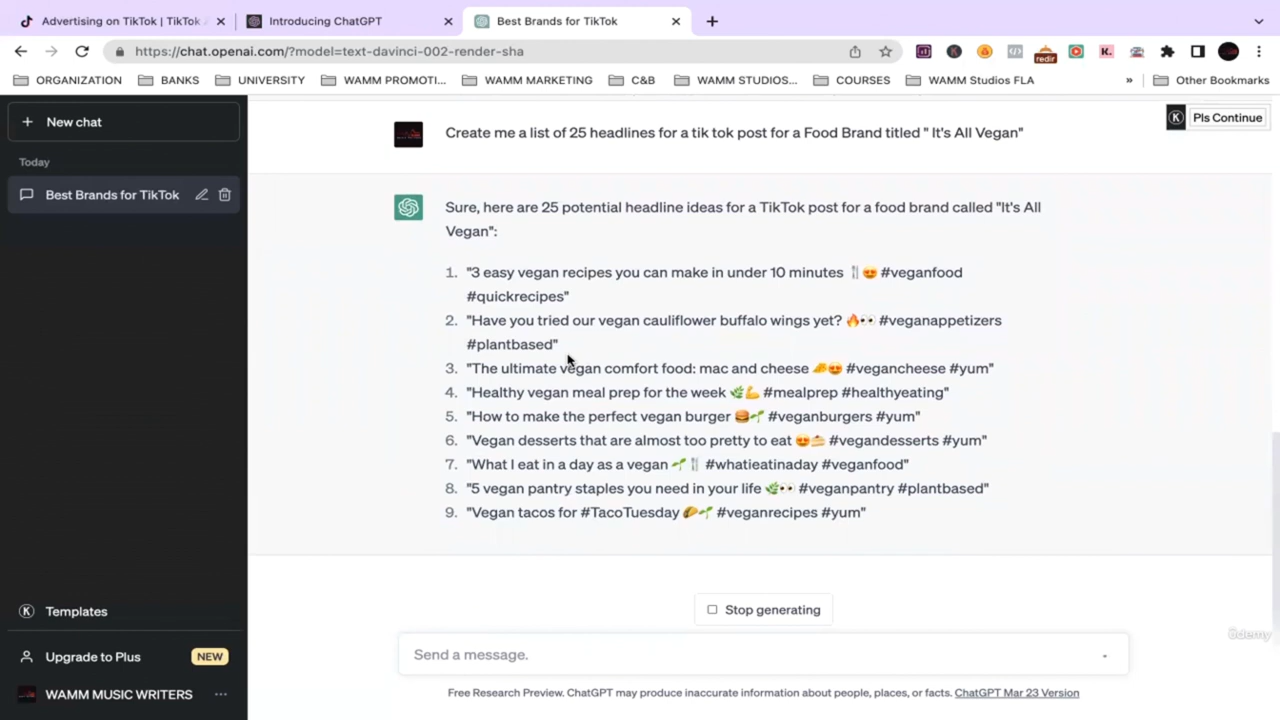 Advertising on TikTok | TikTok A
Introducing ChatGPT
Best Brands for TikTok
https://chat.openai.com/?model=text-davinci-002-render-sha
redir
ORGANIZATION
BANKS
UNIVERSITY
WAMM PROMOTI...
WAMM MARKETING
C&B
WAMM STUDIOS...
COURSES
WAMM Studios FLA
»
Other Bookmarks
+ New chat
Today
Best Brands for TikTok
Templates
Upgrade to Plus
NEW
WAMM MUSIC WRITERS
...
K Pls Continue
Create me a list of 25 headlines for a tik tok post for a Food Brand titled " It's All Vegan"
Sure, here are 25 potential headline ideas for a TikTok post for a food brand called "It's All
Vegan":
1. "3 easy vegan recipes you can make in under 10 minutes 🍴😍 #veganfood
#quickrecipes"
2. "Have you tried our vegan cauliflower buffalo wings yet? 🔥👀 #veganappetizers
#plantbased"
3. "The ultimate vegan comfort food: mac and cheese 🧀😍 #vegancheese #yum"
4. "Healthy vegan meal prep for the week 🌿💪 #mealprep #healthyeating"
5. "How to make the perfect vegan burger 🍔🌱 #veganburgers #yum"
6. "Vegan desserts that are almost too pretty to eat 😍🍰 #vegandesserts #yum"
7. "What I eat in a day as a vegan 🌱🍴 #whatieatinaday #veganfood"
8. "5 vegan pantry staples you need in your life 🌿👀 #veganpantry #plantbased"
9. "Vegan tacos for #TacoTuesday 🌮🌱 #veganrecipes #yum"
Stop generating
Send a message.
ûdemy
Free Research Preview. ChatGPT may produce inaccurate information about people, places, or facts. ChatGPT Mar 23 Version